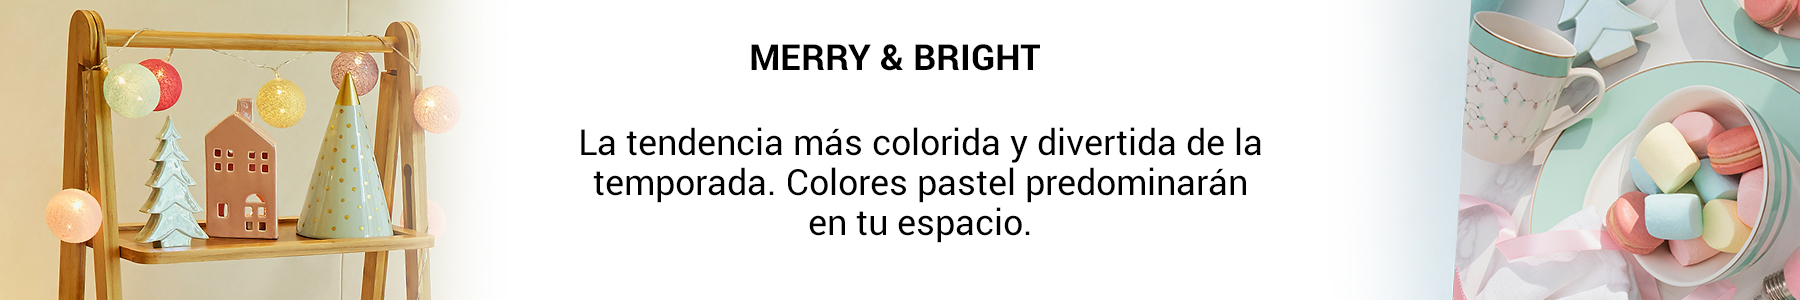 MERRY & BRIGHT
La tendencia más colorida y divertida de la
temporada. Colores pastel predominarán
en tu espacio.